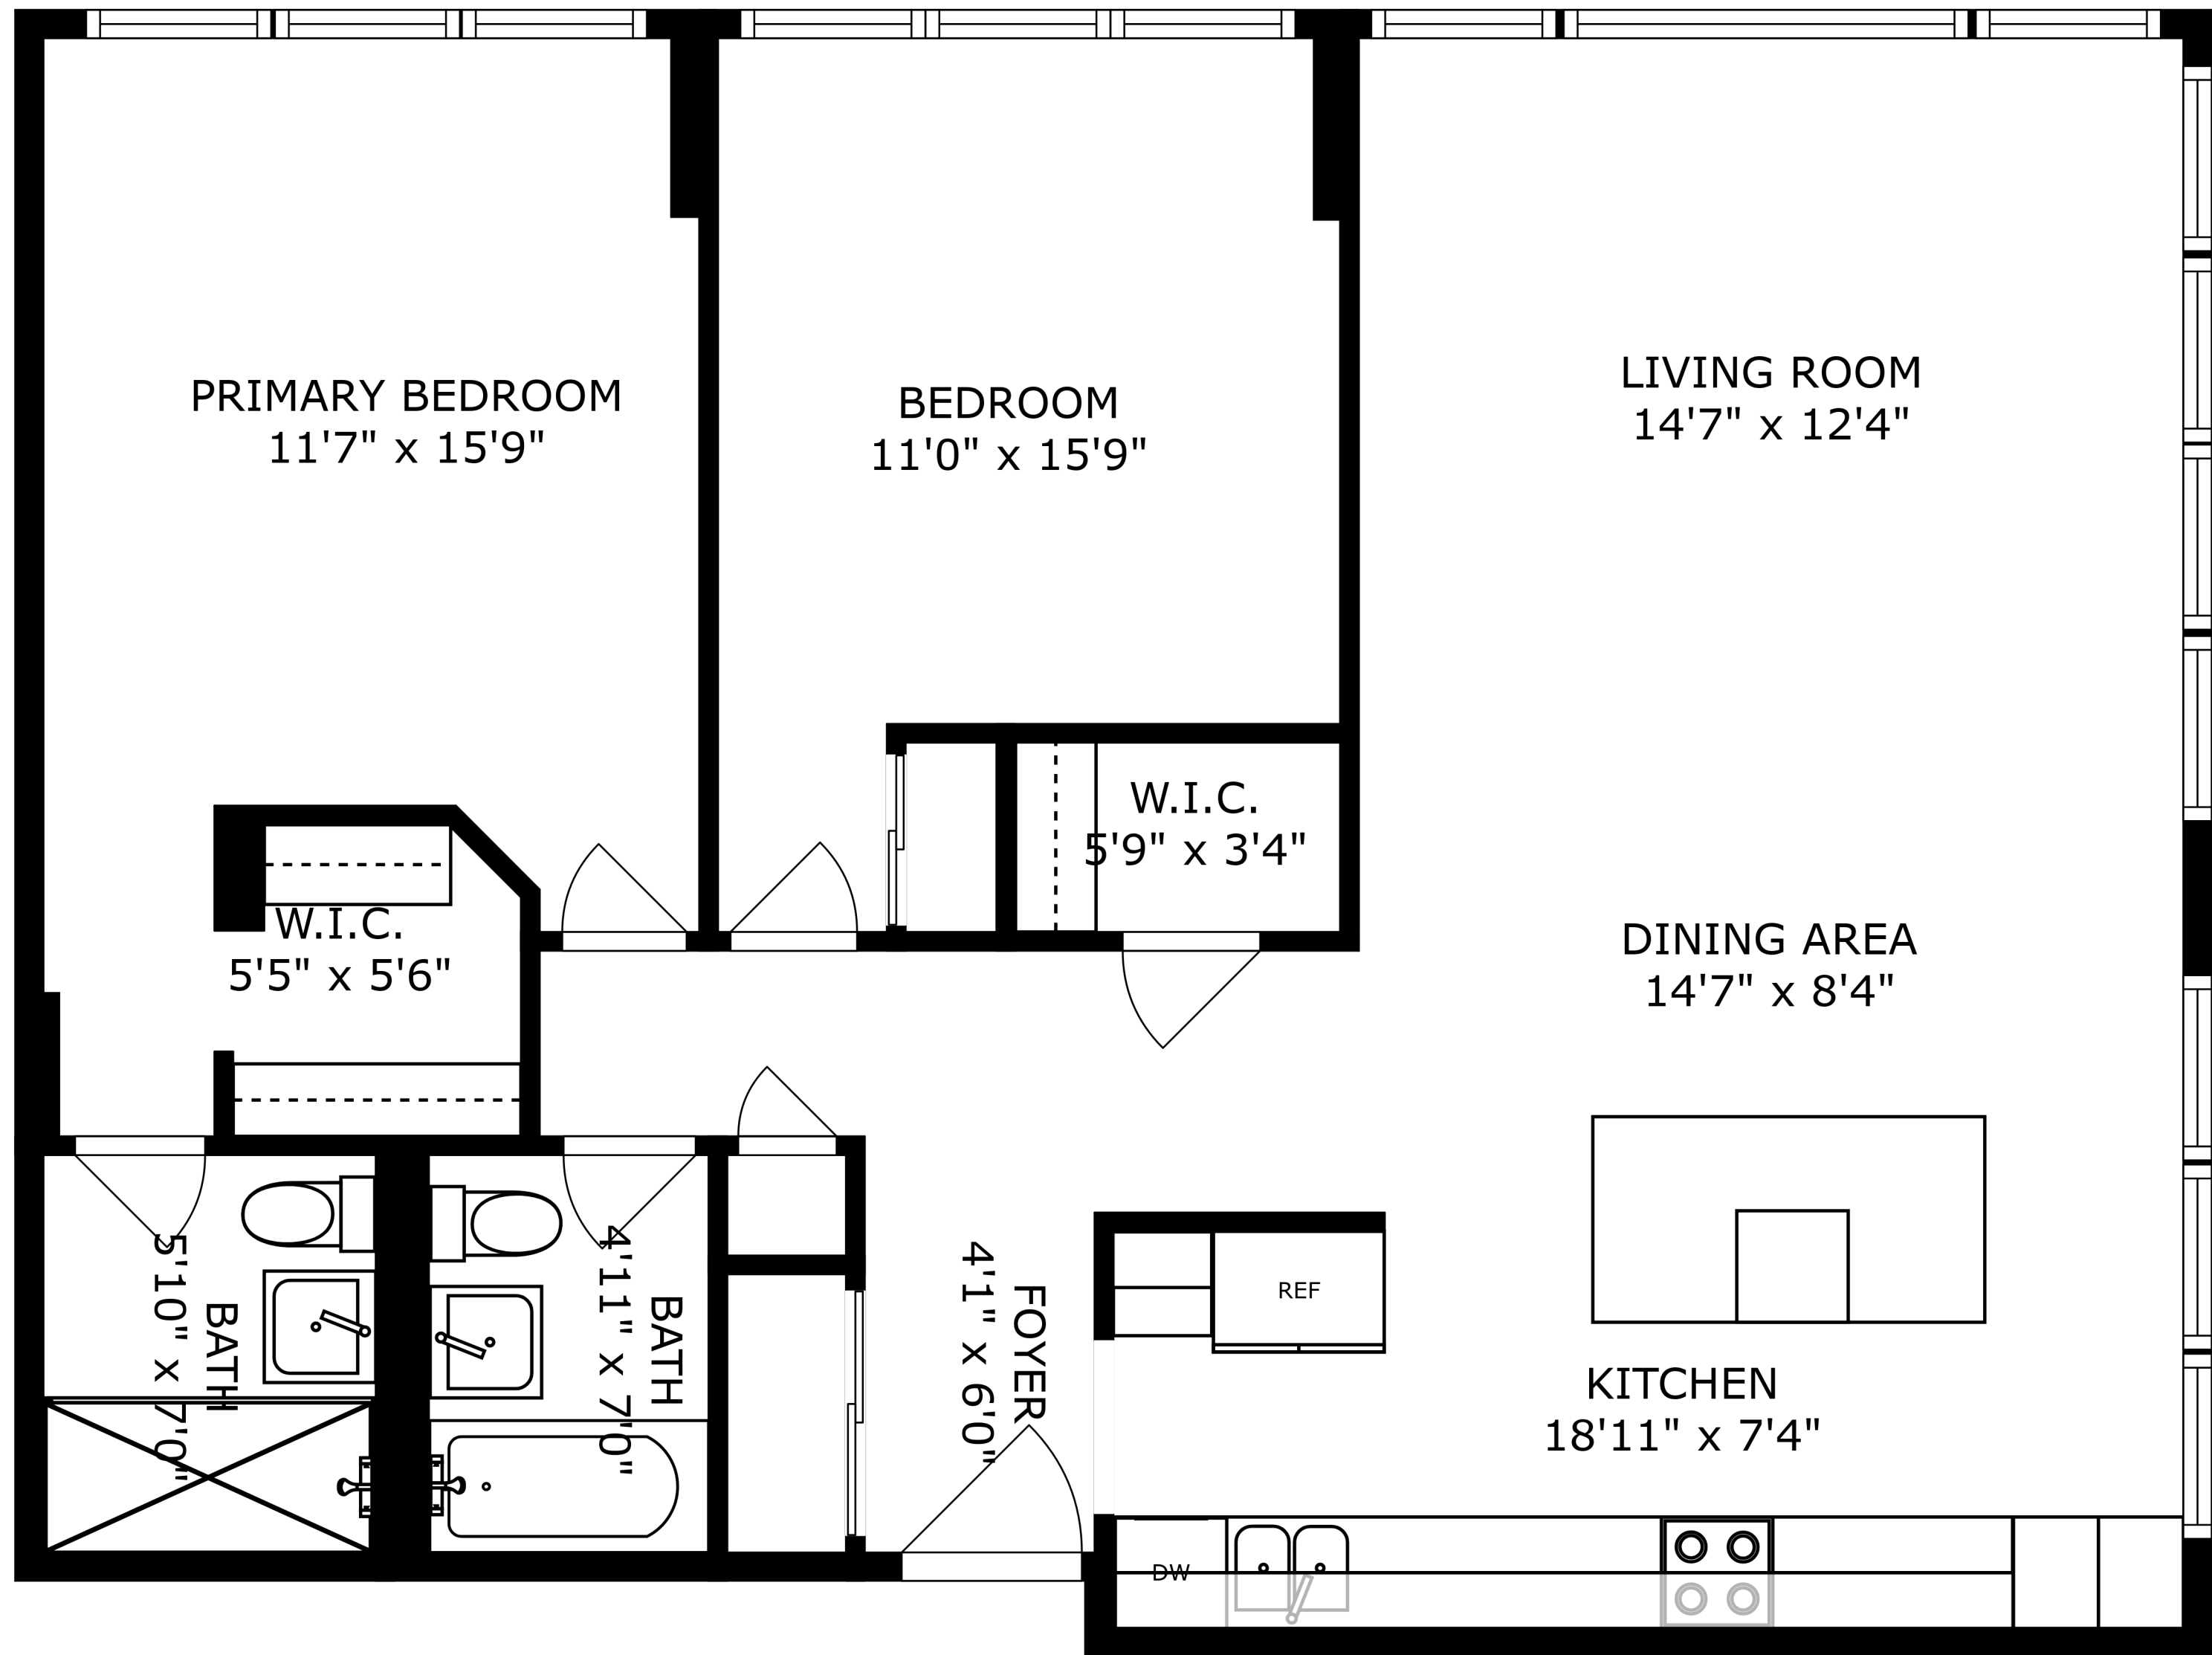 PRIMARY BEDROOM
11'7" x 15'9"
BEDROOM
11'0" x 15'9"
LIVING ROOM
14'7" x 12'4"
W.I.C.
5'9" x 3'4"
W.I.C.
5'5" x 5'6"
DINING AREA
14'7" x 8'4"
BATH
5'10" x 7'0"
BATH
4'11" x 7'0"
FOYER
4'1" x 6'0"
REF
KITCHEN
18'11" x 7'4"
DW